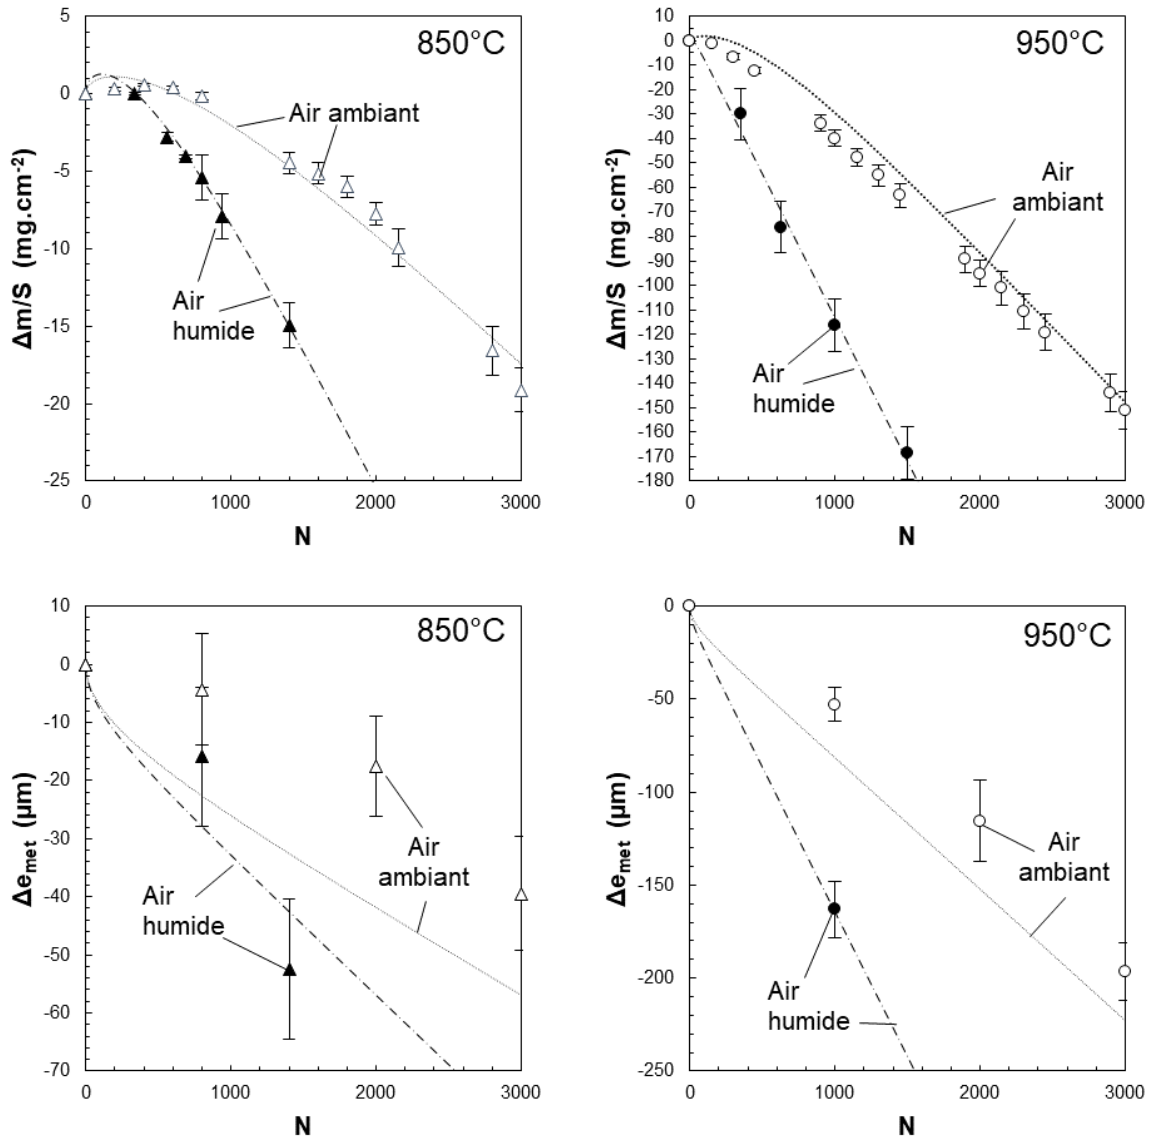 850°C
5
0
-5
-10
-15
-20
-25
Δm/S (mg.cm-2)
Air ambiant
Air
humide
0
1000
2000
3000
N
950°C
10
0
-10
-20
-30
-40
-50
-60
-70
-80
-90
-100
-110
-120
-130
-140
-150
-160
-170
-180
Δm/S (mg.cm-2)
Air
ambiant
Air
humide
0
1000
2000
3000
N
850°C
10
0
-10
-20
-30
-40
-50
-60
-70
Δemet (µm)
Air
ambiant
Air
humide
0
1000
2000
3000
N
950°C
0
-50
-100
-150
-200
-250
Δemet (µm)
Air
ambiant
Air
humide
0
1000
2000
3000
N